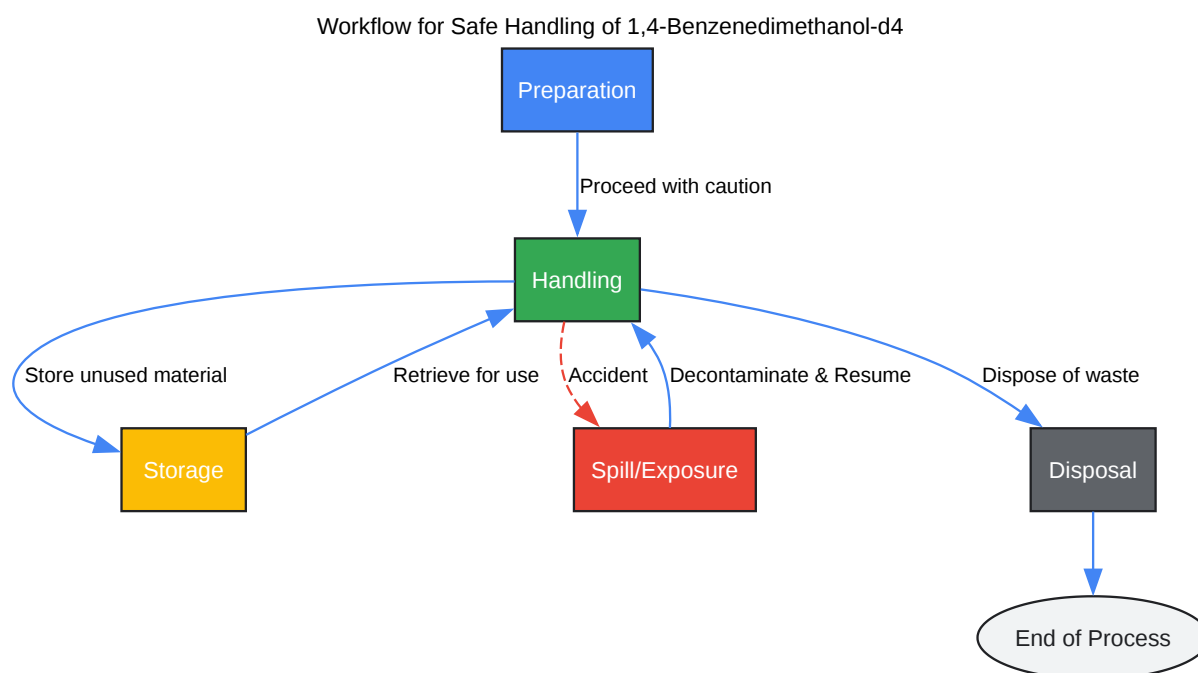 Workflow for Safe Handling of 1,4-Benzenedimethanol-d4
Preparation
Proceed with caution
Handling
Store unused material
Retrieve for use
Accident
Decontaminate & Resume
Dispose of waste
Storage
Spill/Exposure
Disposal
End of Process